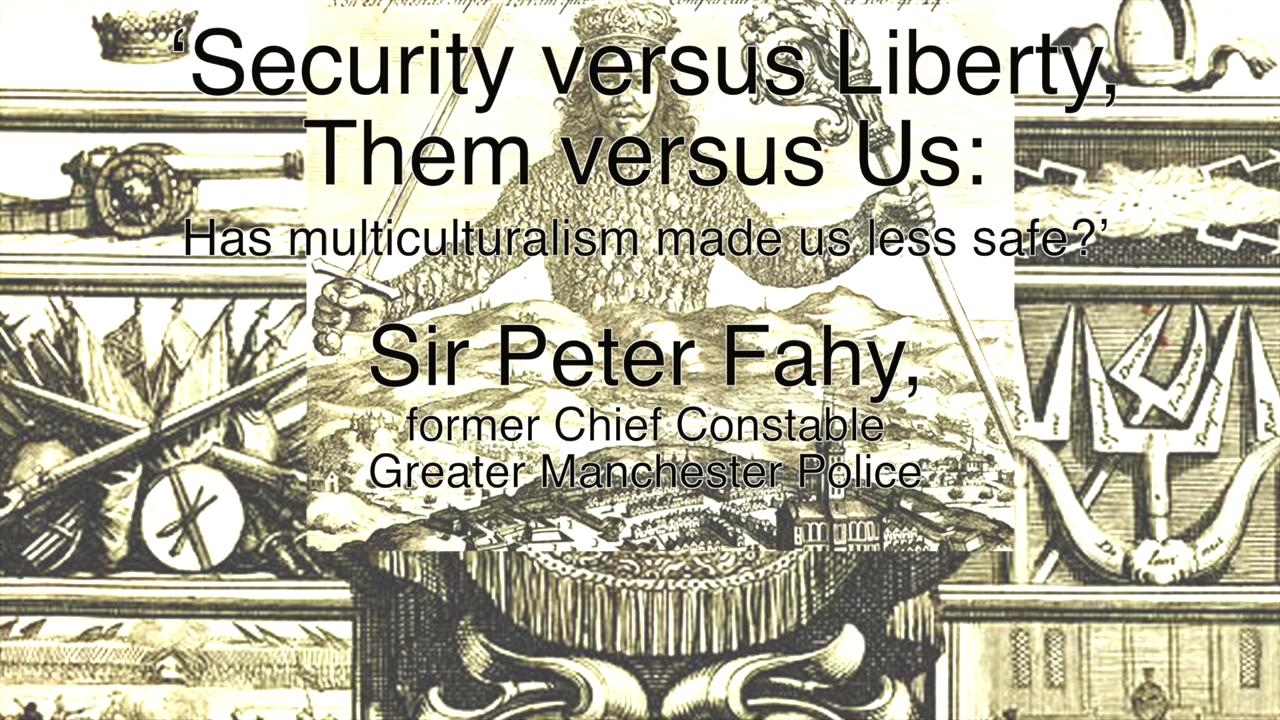 ‘Security versus Liberty,
Them versus Us:
Has multiculturalism made us less safe?’
Sir Peter Fahy,
former Chief Constable
Greater Manchester Police